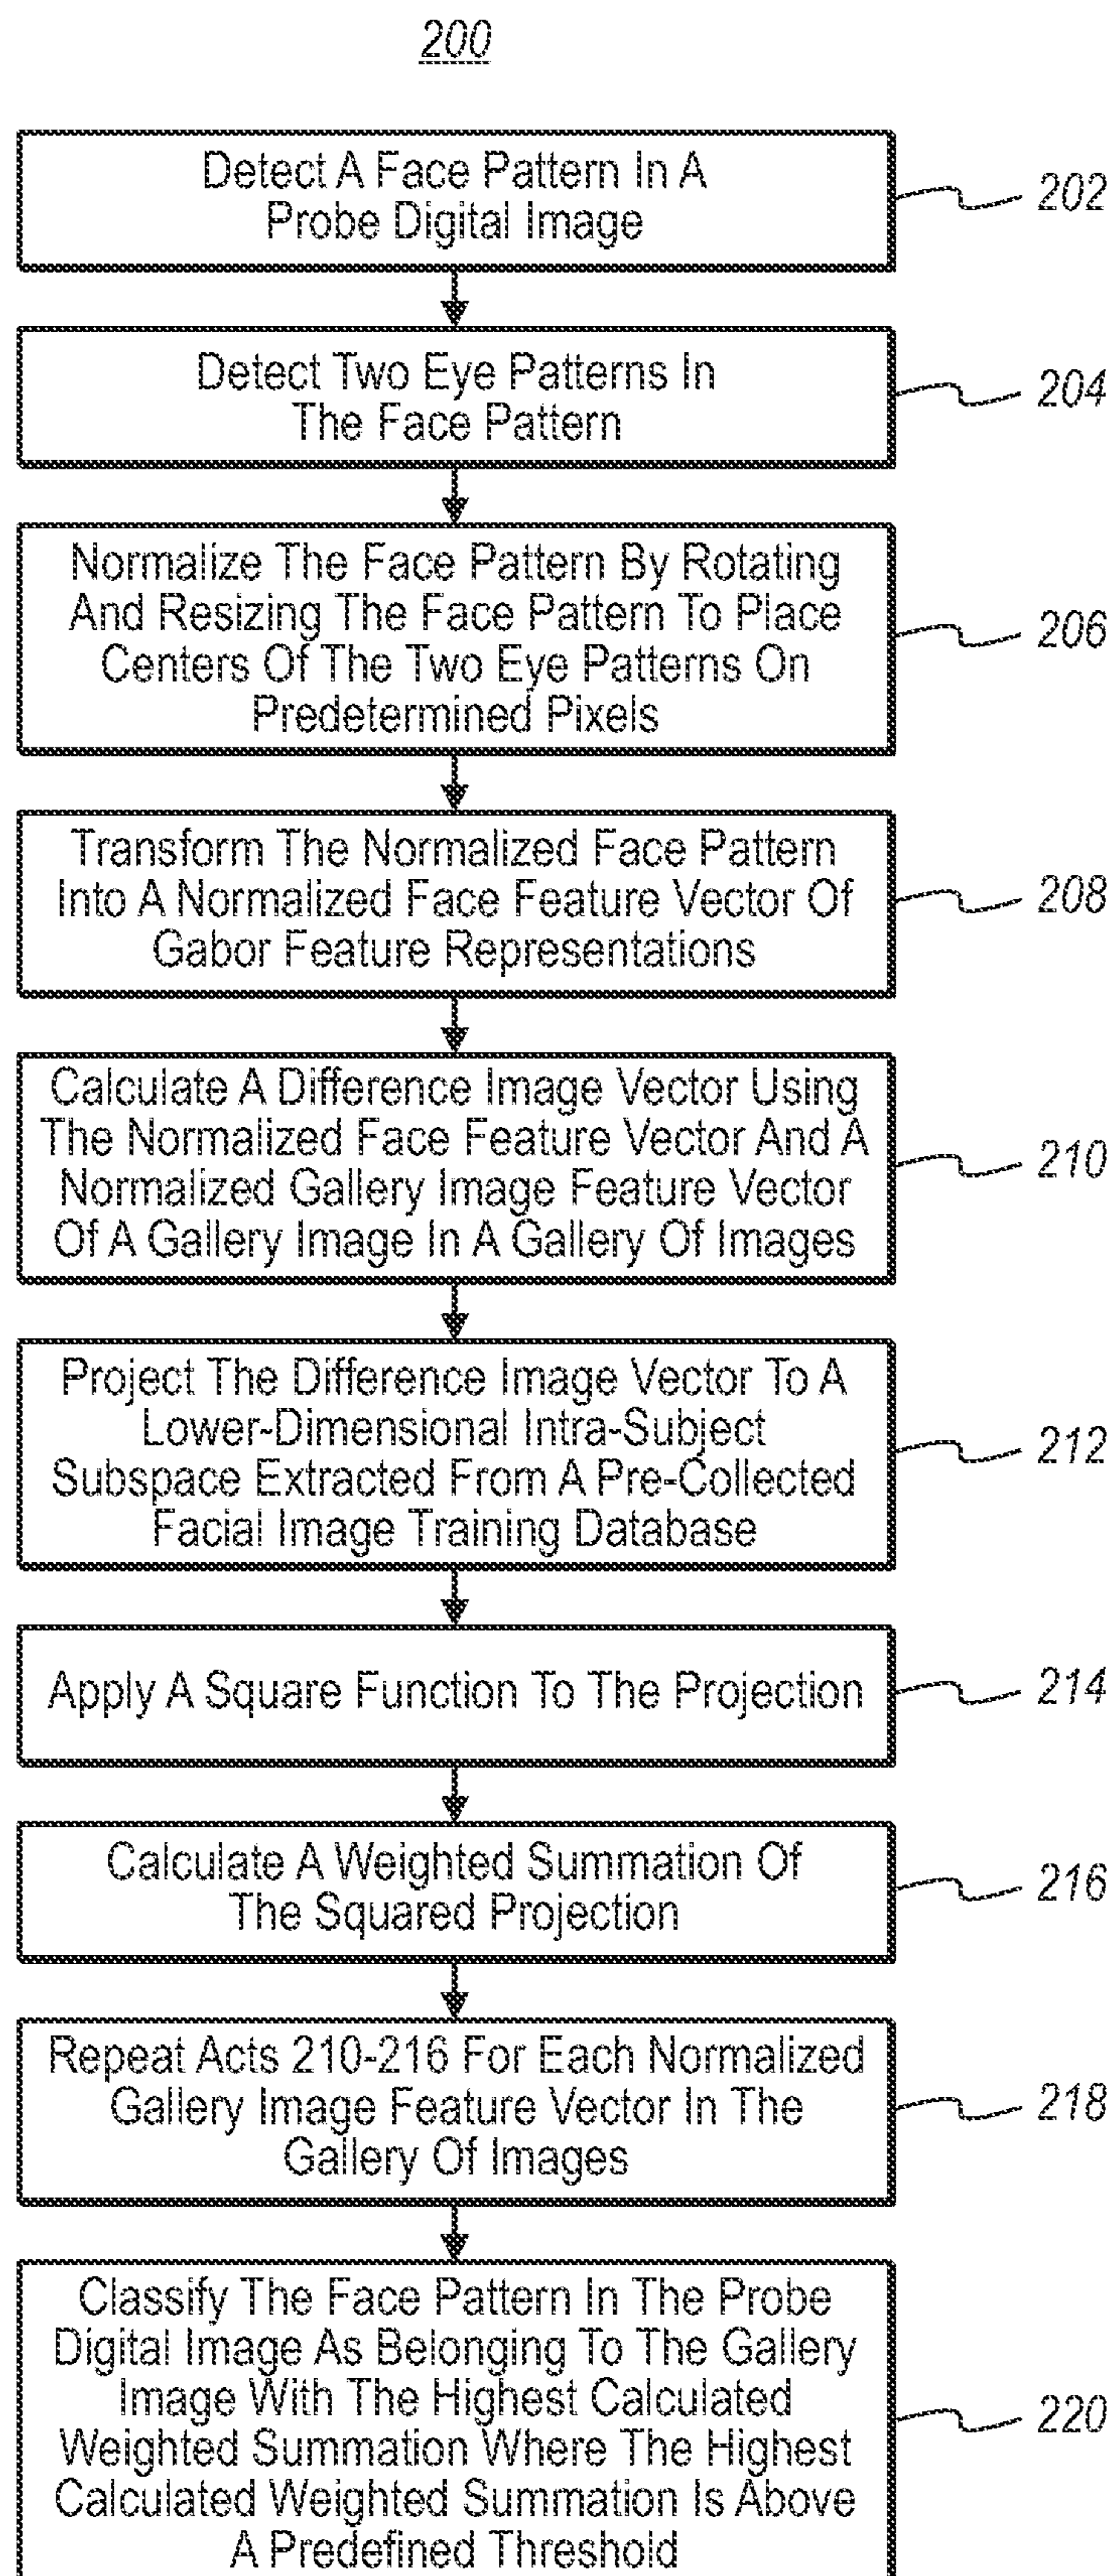 200
Detect A Face Pattern In A
Probe Digital Image
202
Detect Two Eye Patterns In
The Face Pattern
204
Normalize The Face Pattern By Rotating
And Resizing The Face Pattern To Place
Centers Of The Two Eye Patterns On
Predetermined Pixels
206
Transform The Normalized Face Pattern
Into A Normalized Face Feature Vector Of
Gabor Feature Representations
208
Calculate A Difference Image Vector Using
The Normalized Face Feature Vector And A
Normalized Gallery Image Feature Vector
Of A Gallery Image In A Gallery Of Images
210
Project The Difference Image Vector To A
Lower-Dimensional Intra-Subject
Subspace Extracted From A Pre-Collected
Facial Image Training Database
212
Apply A Square Function To The Projection
214
Calculate A Weighted Summation Of
The Squared Projection
216
Repeat Acts 210-216 For Each Normalized
Gallery Image Feature Vector In The
Gallery Of Images
218
Classify The Face Pattern In The Probe
Digital Image As Belonging To The Gallery
Image With The Highest Calculated
Weighted Summation Where The Highest
Calculated Weighted Summation Is Above
A Predefined Threshold
220